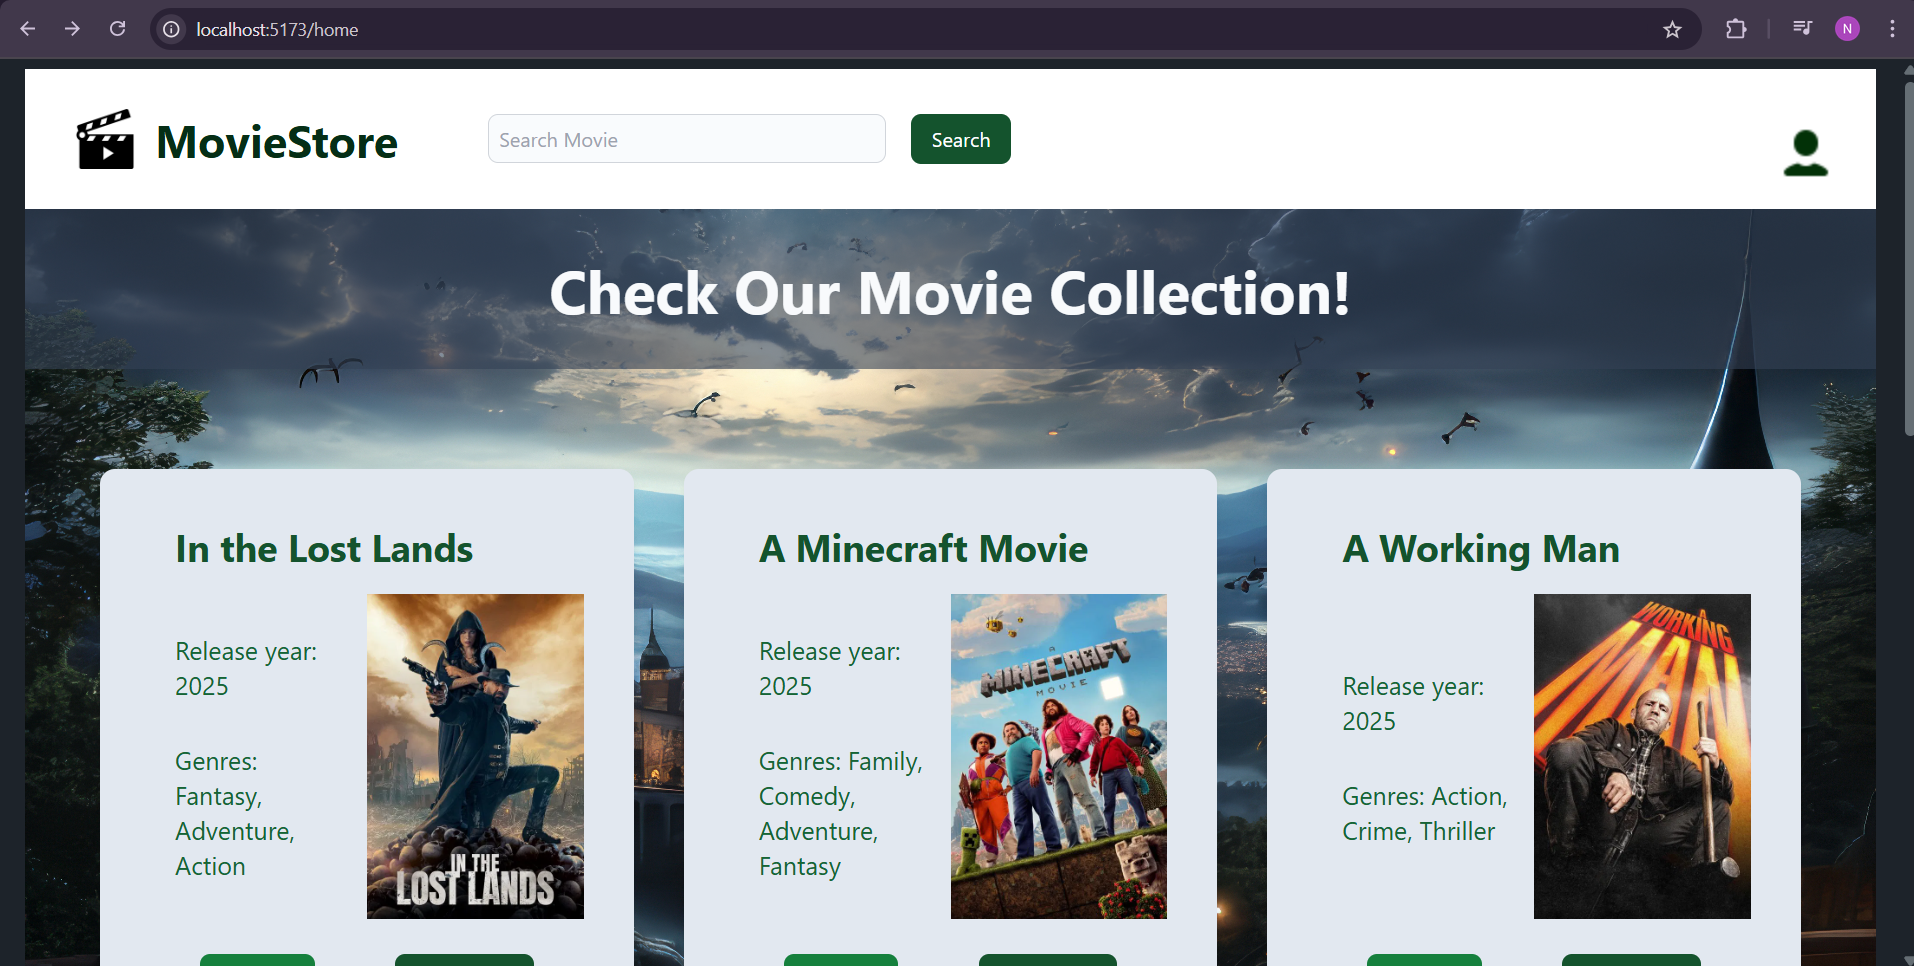 localhost:5173/home
N
MovieStore
Search Movie
Search
Check Our Movie Collection!
In the Lost Lands
Release year:
2025
Genres:
Fantasy,
Adventure,
Action
IN THE
LOST LANDS
A Minecraft Movie
Release year:
2025
Genres: Family,
Comedy,
Adventure,
Fantasy
A
MINECRAFT
MOVIE
A Working Man
Release year:
2025
Genres: Action,
Crime, Thriller
A
WORKING
MAN